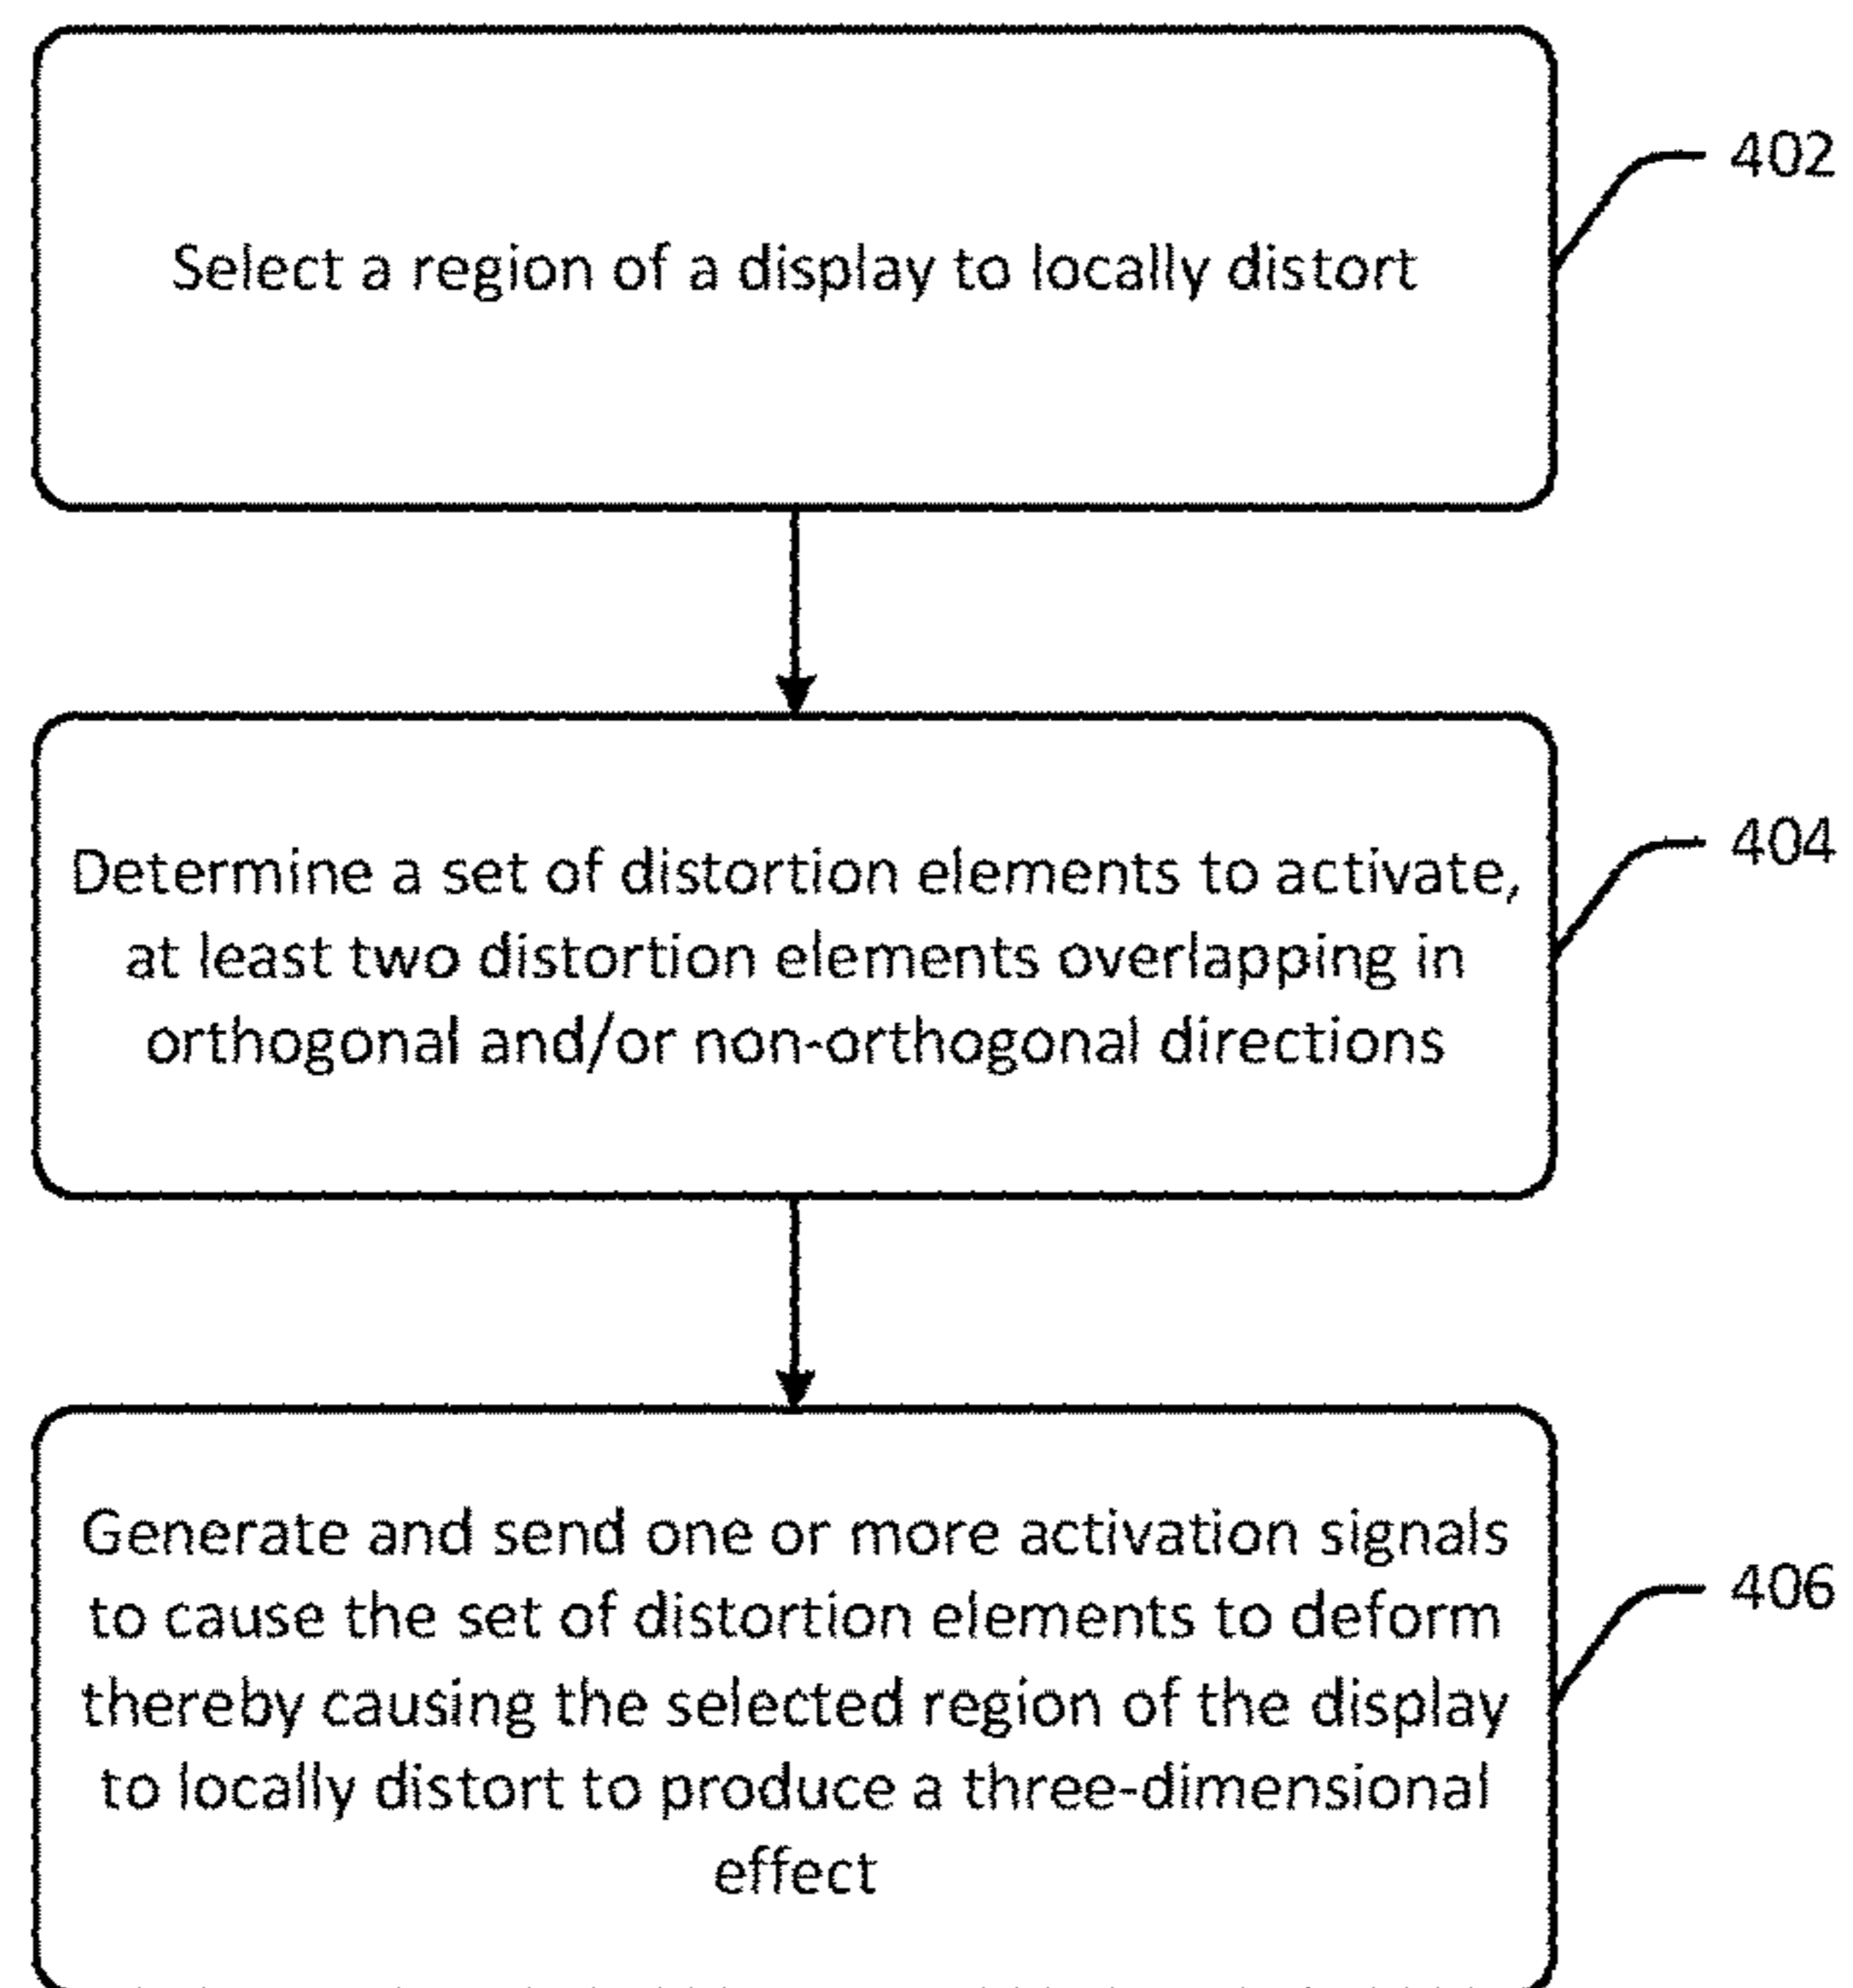 Select a region of a display to locally distort
402
Determine a set of distortion elements to activate,
at least two distortion elements overlapping in
orthogonal and/or non-orthogonal directions
404
Generate and send one or more activation signals
to cause the set of distortion elements to deform
thereby causing the selected region of the display
to locally distort to produce a three-dimensional
effect
406